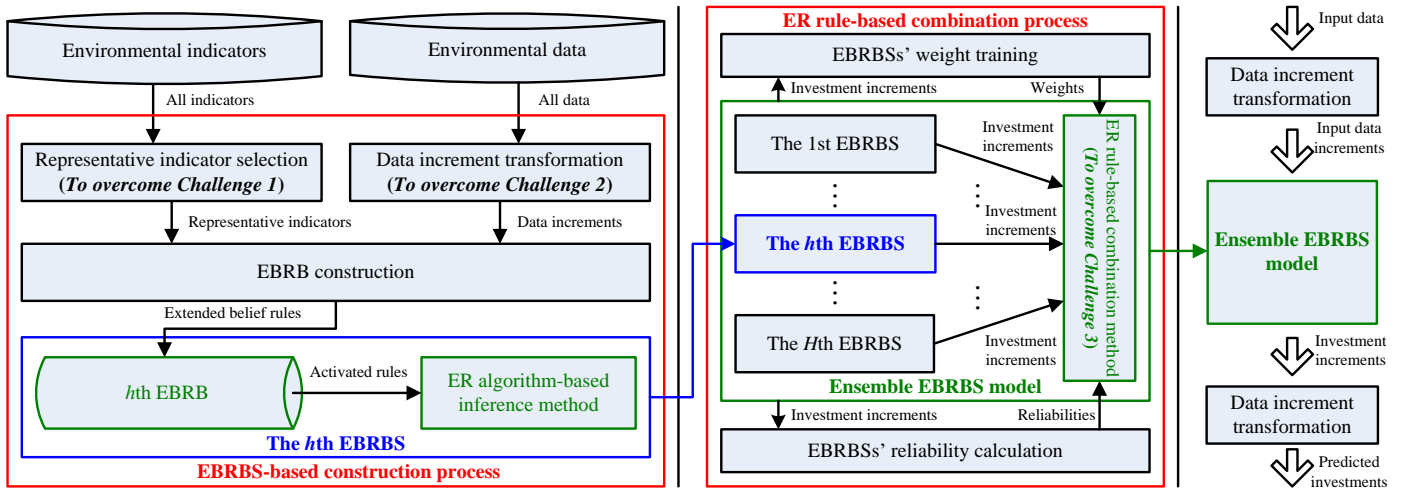 Environmental indicators
Environmental data
All indicators
All data
Representative indicator selection
(To overcome Challenge 1)
Data increment transformation
(To overcome Challenge 2)
Representative indicators
Data increments
EBRB construction
Extended belief rules
hth EBRB
Activated rules
ER algorithm-based
inference method
The hth EBRBS
EBRBS-based construction process
ER rule-based combination process
EBRBSs’ weight training
Investment increments
Weights
The 1st EBRBS
Investment
increments
The hth EBRBS
Investment
increments
The Hth EBRBS
Investment
increments
ER rule-based combination method
(To overcome Challenge 3)
Ensemble EBRBS model
Investment increments
Reliabilities
EBRBSs’ reliability calculation
Input data
Data increment
transformation
Input data
increments
Ensemble EBRBS
model
Investment
increments
Data increment
transformation
Predicted
investments